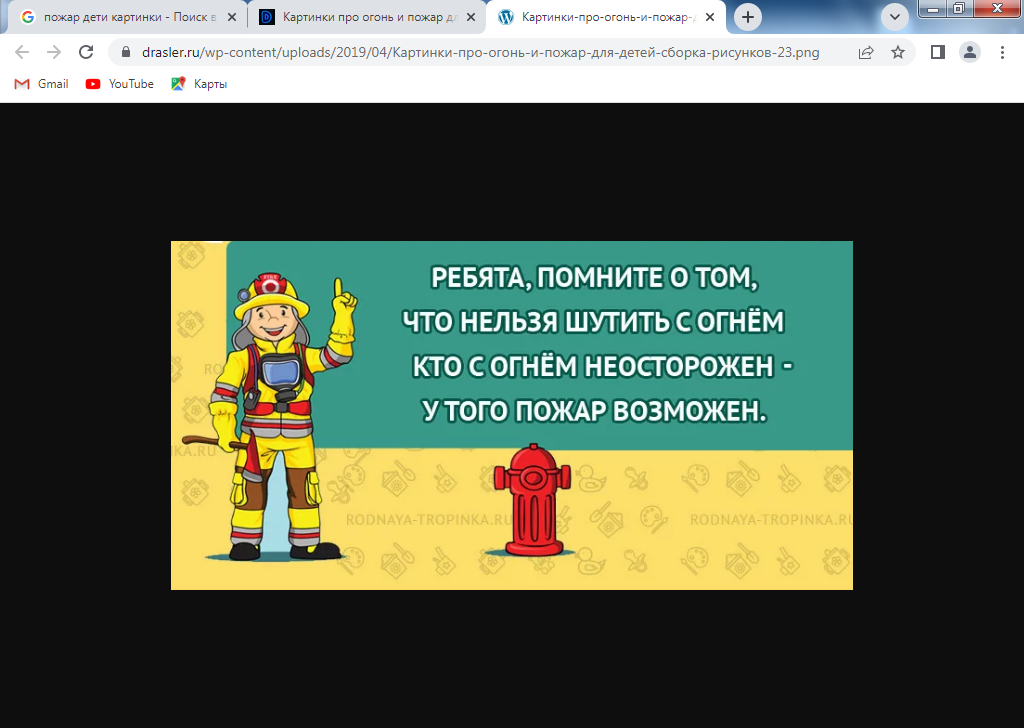 пожар дети картинки - Поиск в
Картинки про огонь и пожар дл
Картинки-про-огонь-и-пожар-
drasler.ru/wp-content/uploads/2019/04/Картинки-про-огонь-и-пожар-для-детей-сборка-рисунков-23.png
Gmail
YouTube
Карты
РЕБЯТА, ПОМНИТЕ О ТОМ,
ЧТО НЕЛЬЗЯ ШУТИТЬ С ОГНЁМ
КТО С ОГНЁМ НЕОСТОРОЖЕН -
У ТОГО ПОЖАР ВОЗМОЖЕН.
FIRE
RODNAYA-TROPINKA.RU
RODNAYA-TROPINKA.RU